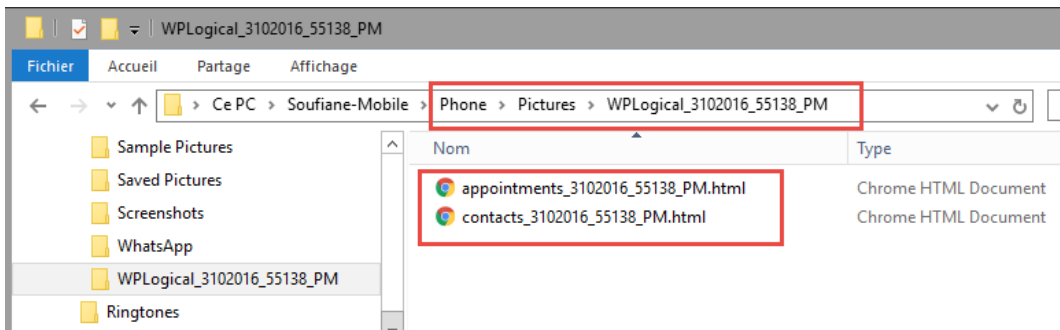 WPLogical_3102016_55138_PM
Fichier Accueil Partage Affichage
Ce PC > Soufiane-Mobile > Phone > Pictures > WPLogical_3102016_55138_PM
Nom Type
Sample Pictures
Saved Pictures
Screenshots
WhatsApp
WPLogical_3102016_55138_PM
Ringtones
appointments_3102016_55138_PM.html Chrome HTML Document
contacts_3102016_55138_PM.html Chrome HTML Document